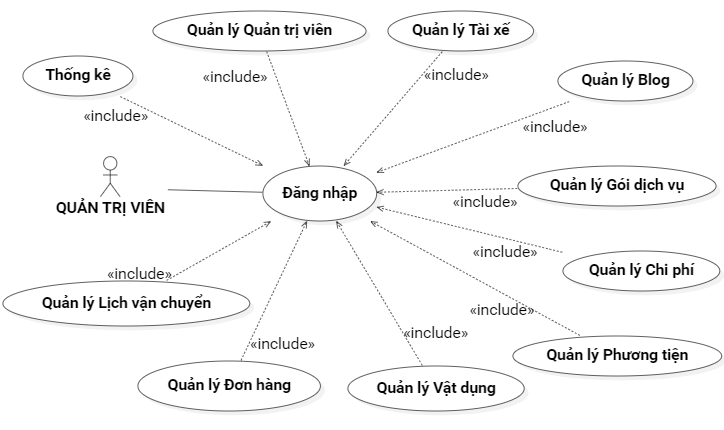 Quản lý Quản trị viên
Quản lý Tài xế
Thống kê
«include»
«include»
Quản lý Blog
«include»
«include»
QUẢN TRỊ VIÊN
Đăng nhập
Quản lý Gói dịch vụ
«include»
«include»
Quản lý Chi phí
«include»
Quản lý Lịch vận chuyển
«include»
«include»
«include»
Quản lý Phương tiện
«include»
Quản lý Đơn hàng
Quản lý Vật dụng